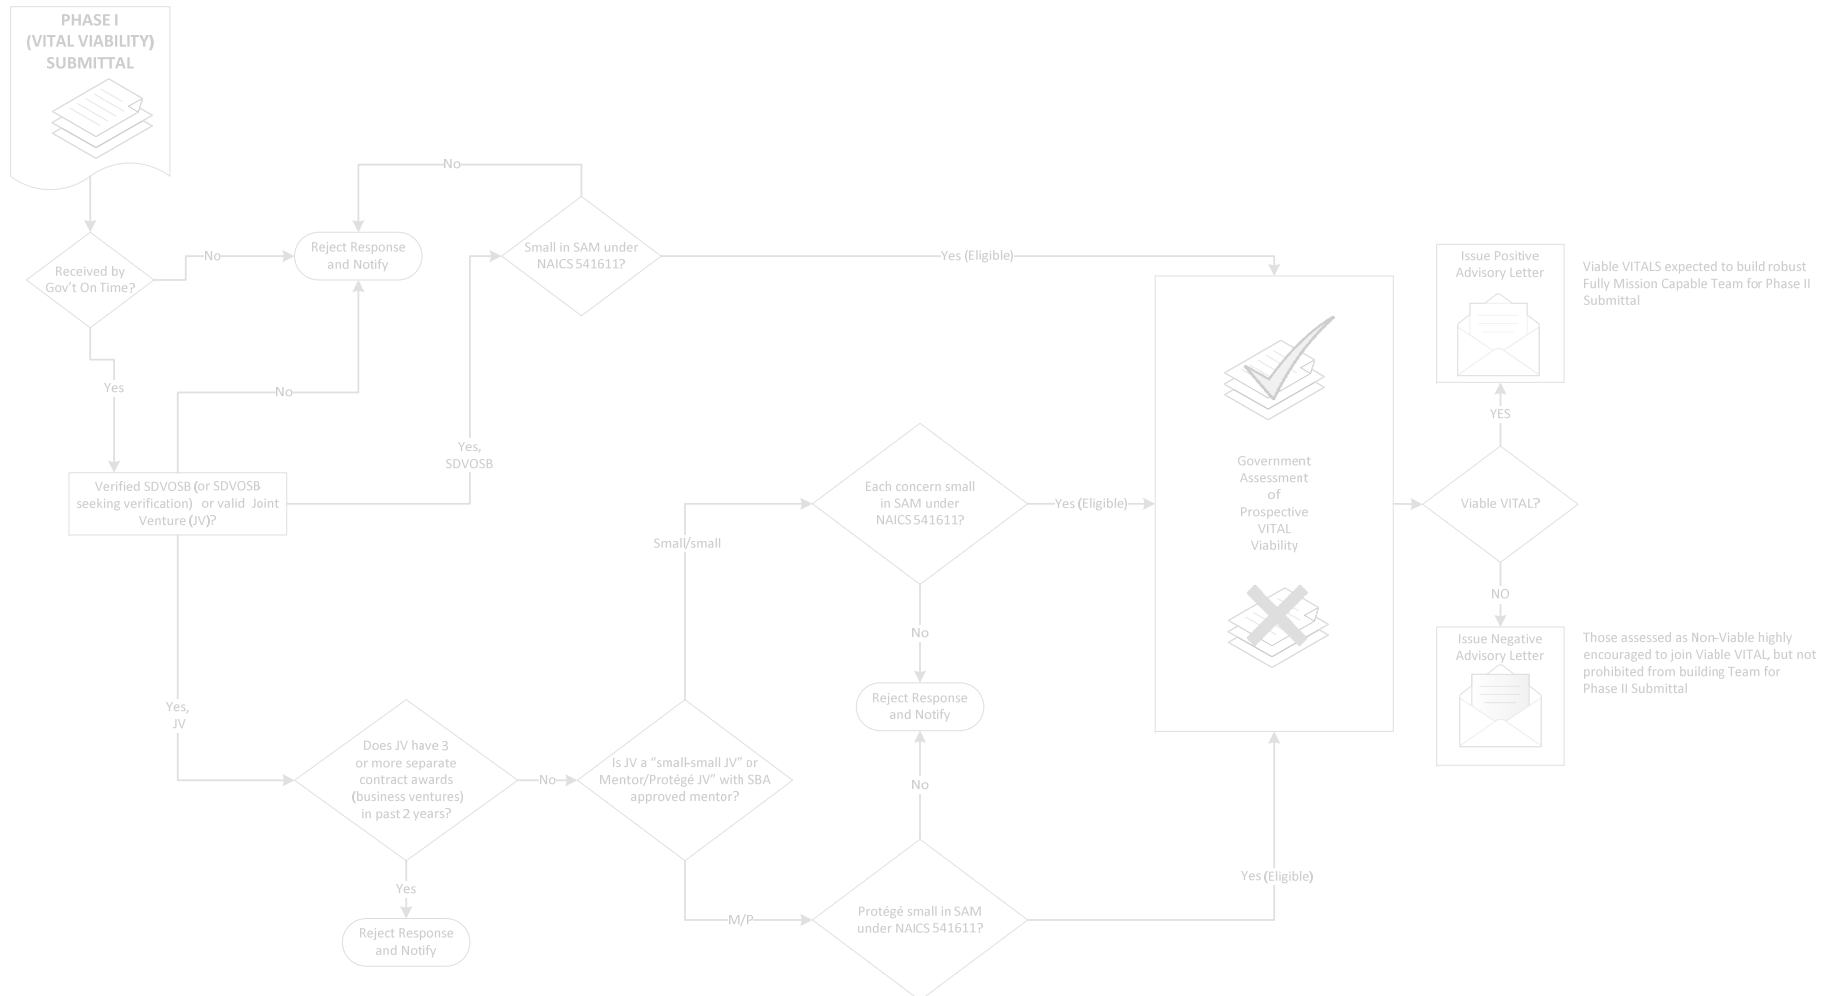 PHASE I
(VITAL VIABILITY)
SUBMITTAL
Received by
Gov't On Time?
No
Yes
Reject Response
and Notify
No
Small in SAM under
NAICS 541611?
Yes (Eligible)
No
Yes,
SDVOSB
Verified SDVOSB (or SDVOSB
seeking verification) or valid Joint
Venture (JV)?
Yes,
JV
Does JV have 3
or more separate
contract awards
(business ventures)
in past 2 years?
Yes
Reject Response
and Notify
No
Is JV a "small-small JV" or
Mentor/Protégé JV" with SBA
approved mentor?
Small/small
M/P
Each concern small
in SAM under
NAICS 541611?
Yes (Eligible)
No
Reject Response
and Notify
No
Protégé small in SAM
under NAICS 541611?
Yes (Eligible)
Government
Assessment
of
Prospective
VITAL
Viability
Viable VITAL?
YES
Issue Positive
Advisory Letter
Viable VITALS expected to build robust
Fully Mission Capable Team for Phase II
Submittal
NO
Issue Negative
Advisory Letter
Those assessed as Non-Viable highly
encouraged to join Viable VITAL, but not
prohibited from building Team for
Phase II Submittal